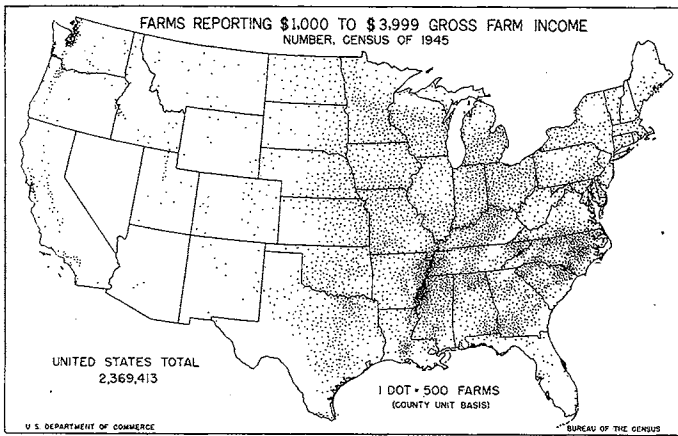 FARMS REPORTING $1,000 TO $3,999 GROSS FARM INCOME
NUMBER, CENSUS OF 1945
UNITED STATES TOTAL
2,369,413
1 DOT = 500 FARMS
(COUNTY UNIT BASIS)
U S. DEPARTMENT OF COMMERCE
BUREAU OF THE CENSUS